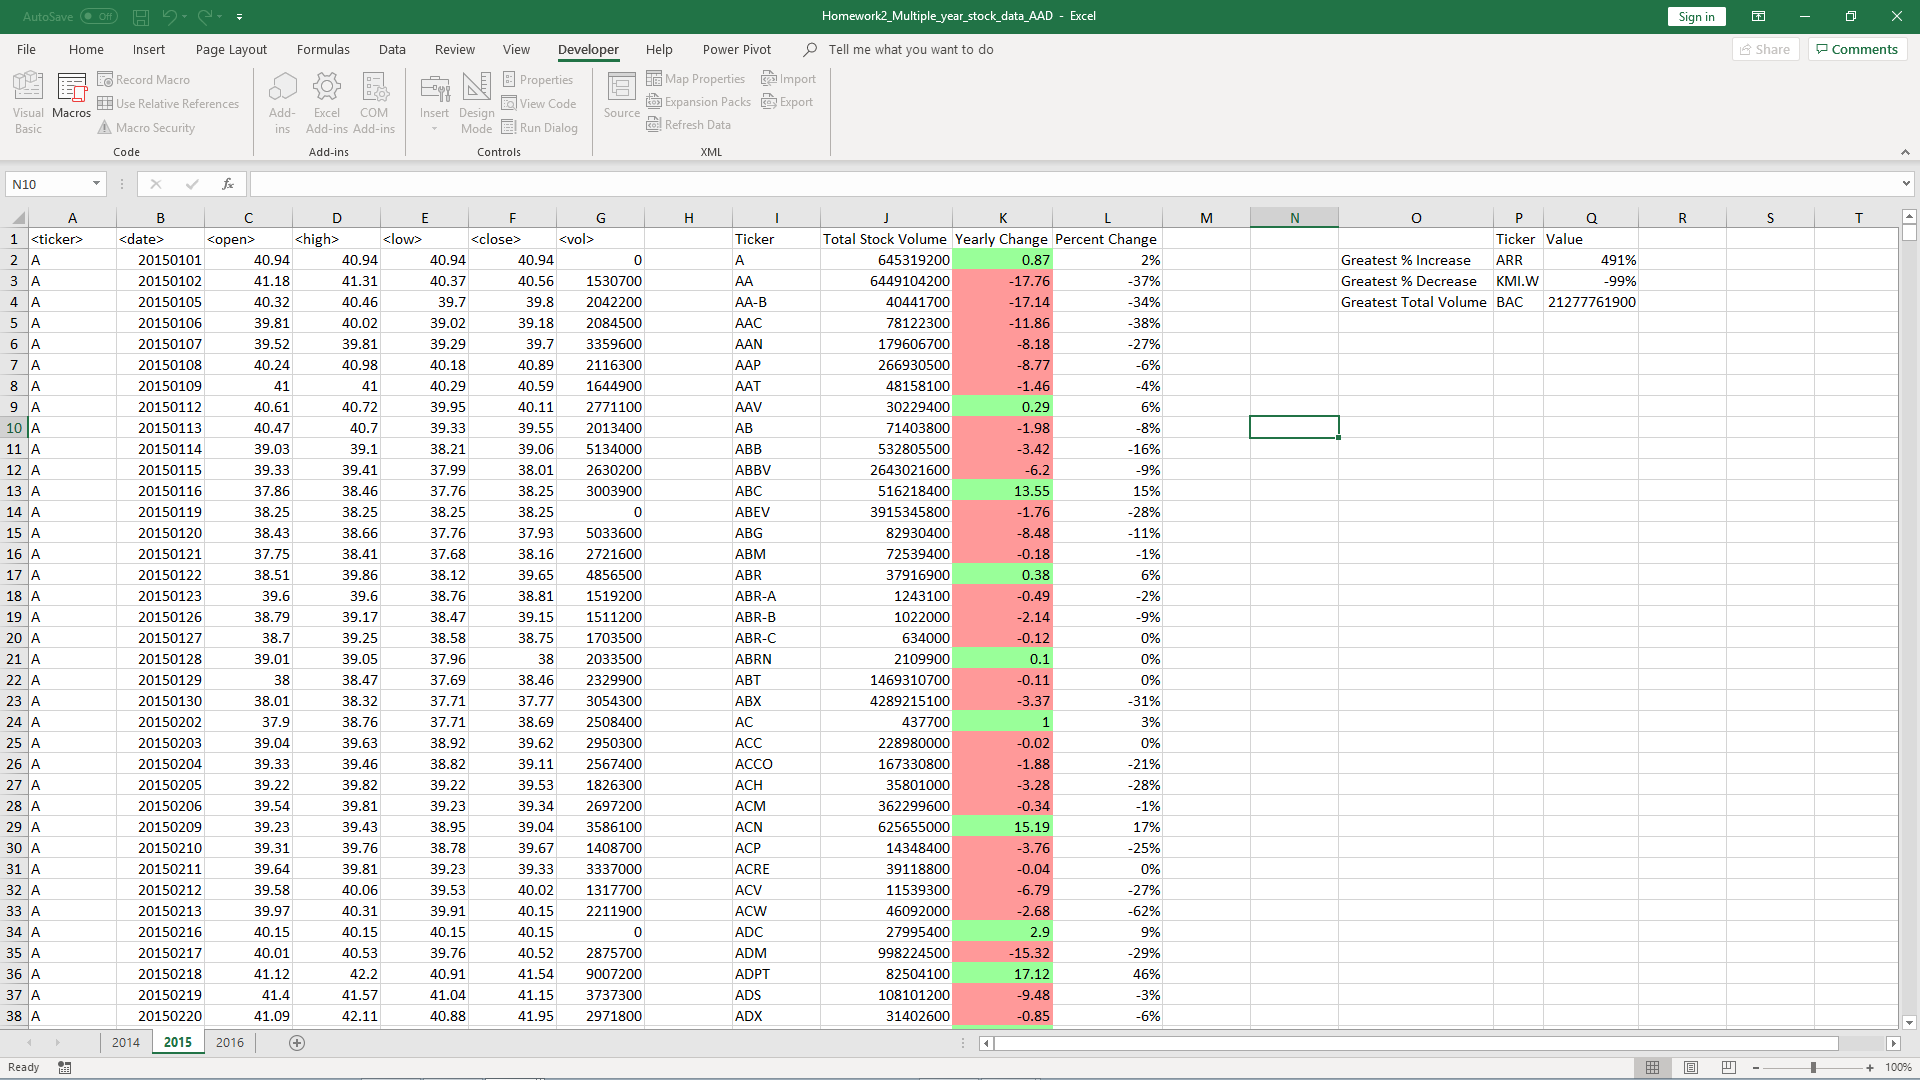 AutoSave Off Homework2_Multiple_year_stock_data_AAD - Excel Sign in
File Home Insert Page Layout Formulas Data Review View Developer Help Power Pivot Tell me what you want to do Share Comments
Visual Basic
Macros
Record Macro
Use Relative References
Macro Security
Code
Add-ins
Excel Add-ins
COM Add-ins
Add-ins
Insert
Design Mode
Properties
View Code
Run Dialog
Controls
Source
Map Properties
Expansion Packs
Refresh Data
Import
Export
XML
N10 fx
A B C D E F G H I J K L M N O P Q R S T
1 <ticker> <date> <open> <high> <low> <close> <vol> Ticker Total Stock Volume Yearly Change Percent Change Ticker Value
2 A 20150101 40.94 40.94 40.94 40.94 0 A 645319200 0.87 2% Greatest % Increase ARR 491%
3 A 20150102 41.18 41.31 40.37 40.56 1530700 AA 6449104200 -17.76 -37% Greatest % Decrease KMI.W -99%
4 A 20150105 40.32 40.46 39.7 39.8 2042200 AA-B 40441700 -17.14 -34% Greatest Total Volume BAC 21277761900
5 A 20150106 39.81 40.02 39.02 39.18 2084500 AAC 78122300 -11.86 -38%
6 A 20150107 39.52 39.81 39.29 39.7 3359600 AAN 179606700 -8.18 -27%
7 A 20150108 40.24 40.98 40.18 40.89 2116300 AAP 266930500 -8.77 -6%
8 A 20150109 41 41 40.29 40.59 1644900 AAT 48158100 -1.46 -4%
9 A 20150112 40.61 40.72 39.95 40.11 2771100 AAV 30229400 0.29 6%
10 A 20150113 40.47 40.7 39.33 39.55 2013400 AB 71403800 -1.98 -8%
11 A 20150114 39.03 39.1 38.21 39.06 5134000 ABB 532805500 -3.42 -16%
12 A 20150115 39.33 39.41 37.99 38.01 2630200 ABBV 2643021600 -6.2 -9%
13 A 20150116 37.86 38.46 37.76 38.25 3003900 ABC 516218400 13.55 15%
14 A 20150119 38.25 38.25 38.25 38.25 0 ABEV 3915345800 -1.76 -28%
15 A 20150120 38.43 38.66 37.76 37.93 5033600 ABG 82930400 -8.48 -11%
16 A 20150121 37.75 38.41 37.68 38.16 2721600 ABM 72539400 -0.18 -1%
17 A 20150122 38.51 39.86 38.12 39.65 4856500 ABR 37916900 0.38 6%
18 A 20150123 39.6 39.6 38.76 38.81 1519200 ABR-A 1243100 -0.49 -2%
19 A 20150126 38.79 39.17 38.47 39.15 1511200 ABR-B 1022000 -2.14 -9%
20 A 20150127 38.7 39.25 38.58 38.75 1703500 ABR-C 634000 -0.12 0%
21 A 20150128 39.01 39.05 37.96 38 2033500 ABRN 2109900 0.1 0%
22 A 20150129 38 38.47 37.69 38.46 2329900 ABT 1469310700 -0.11 0%
23 A 20150130 38.01 38.32 37.71 37.77 3054300 ABX 4289215100 -3.37 -31%
24 A 20150202 37.9 38.76 37.71 38.69 2508400 AC 437700 1 3%
25 A 20150203 39.04 39.63 38.92 39.62 2950300 ACC 228980000 -0.02 0%
26 A 20150204 39.33 39.46 38.82 39.11 2567400 ACCO 167330800 -1.88 -21%
27 A 20150205 39.22 39.82 39.22 39.53 1826300 ACH 35801000 -3.28 -28%
28 A 20150206 39.54 39.81 39.23 39.34 2697200 ACM 362299600 -0.34 -1%
29 A 20150209 39.23 39.43 38.95 39.04 3586100 ACN 625655000 15.19 17%
30 A 20150210 39.31 39.76 38.78 39.67 1408700 ACP 14348400 -3.76 -25%
31 A 20150211 39.64 39.81 39.23 39.33 3337000 ACRE 39118800 -0.04 0%
32 A 20150212 39.58 40.06 39.53 40.02 1317700 ACV 11539300 -6.79 -27%
33 A 20150213 39.97 40.31 39.91 40.15 2211900 ACW 46092000 -2.68 -62%
34 A 20150216 40.15 40.15 40.15 40.15 0 ADC 27995400 2.9 9%
35 A 20150217 40.01 40.53 39.76 40.52 2875700 ADM 998224500 -15.32 -29%
36 A 20150218 41.12 42.2 40.91 41.54 9007200 ADPT 82504100 17.12 46%
37 A 20150219 41.4 41.57 41.04 41.15 3737300 ADS 108101200 -9.48 -3%
38 A 20150220 41.09 42.11 40.88 41.95 2971800 ADX 31402600 -0.85 -6%
2014 2015 2016
Ready 100%